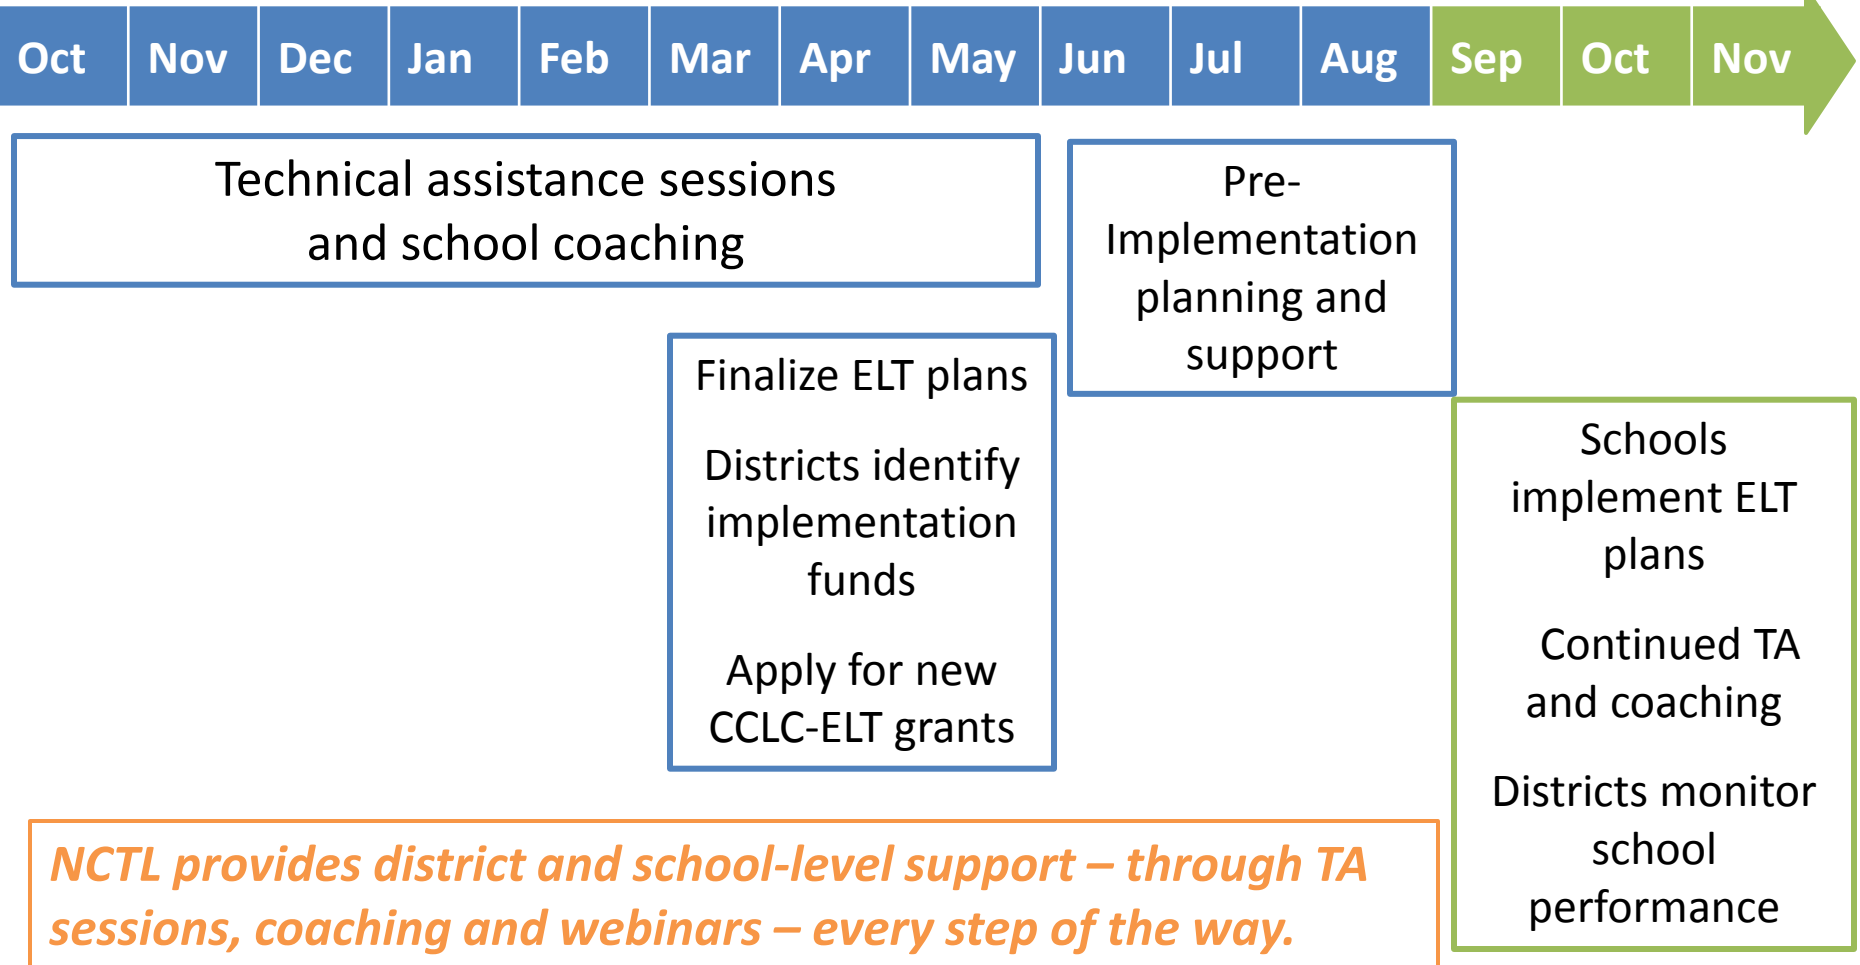 Oct Nov Dec Jan Feb Mar Apr May Jun Jul Aug Sep Oct Nov
Technical assistance sessions
and school coaching
Pre-
Implementation
planning and
support
Finalize ELT plans
Districts identify
implementation
funds
Apply for new
CCLC-ELT grants
Schools
implement ELT
plans
Continued TA
and coaching
Districts monitor
school
performance
NCTL provides district and school-level support – through TA
sessions, coaching and webinars – every step of the way.